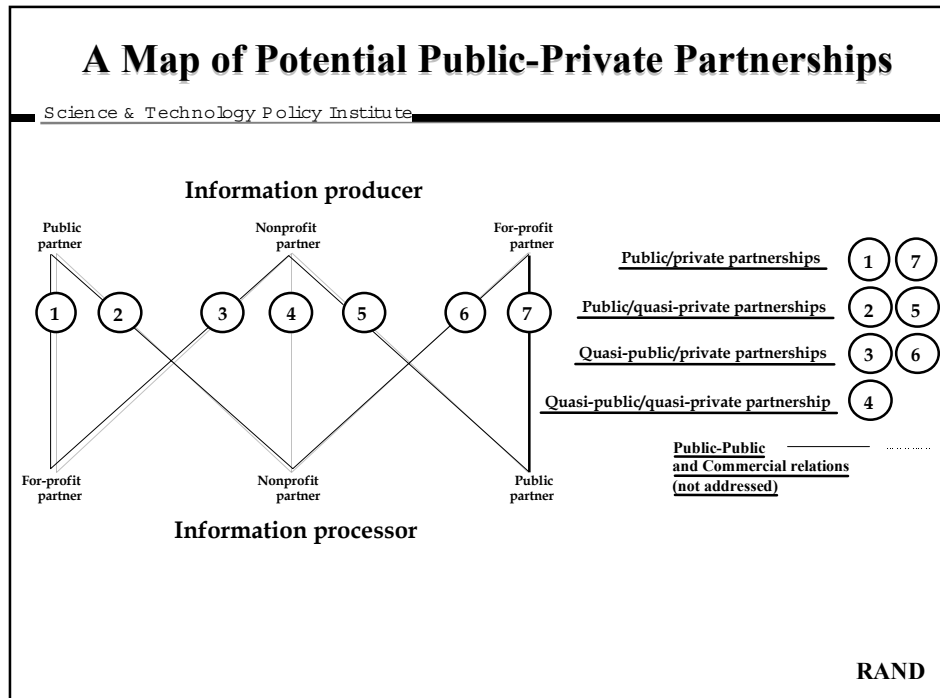 A Map of Potential Public-Private Partnerships
Science & Technology Policy Institute
Information producer
Public
partner
Nonprofit
partner
For-profit
partner
1
2
3
4
5
6
7
For-profit
partner
Nonprofit
partner
Public
partner
Information processor
Public/private partnerships 1 7
Public/quasi-private partnerships 2 5
Quasi-public/private partnerships 3 6
Quasi-public/quasi-private partnership 4
Public-Public
and Commercial relations
(not addressed)
RAND